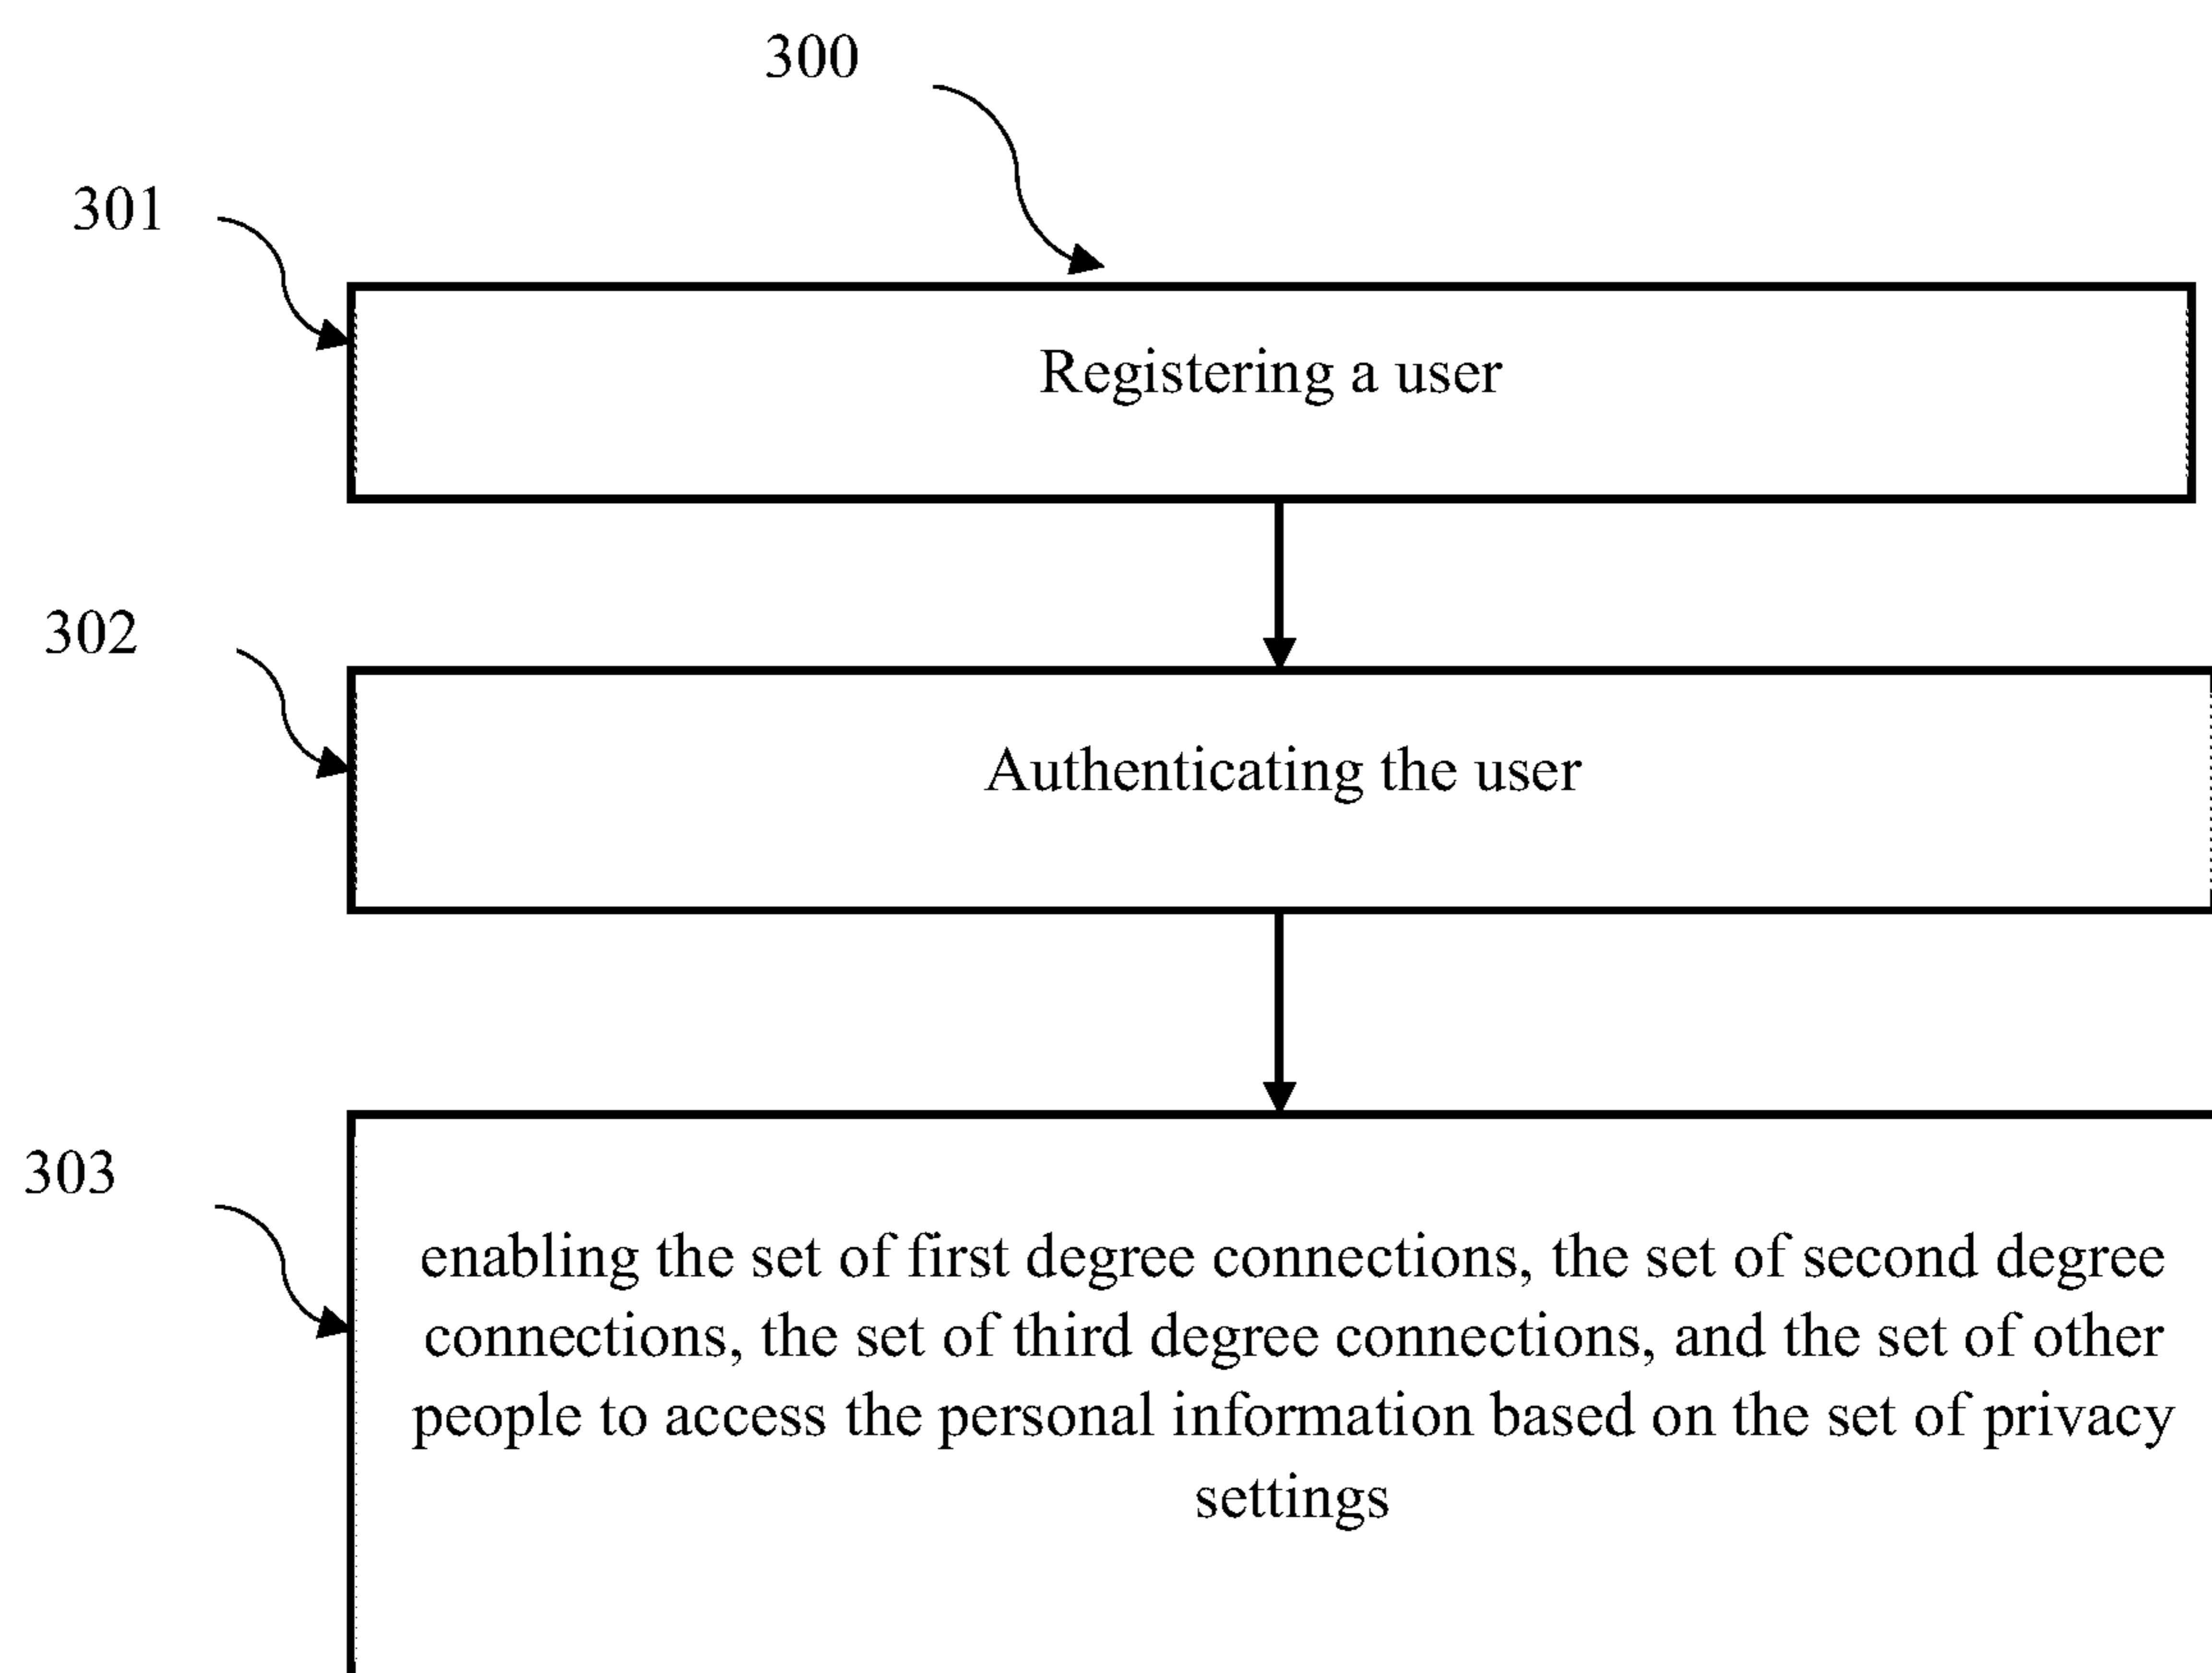 300
301
Registering a user
302
Authenticating the user
303
enabling the set of first degree connections, the set of second degree
connections, the set of third degree connections, and the set of other
people to access the personal information based on the set of privacy
settings